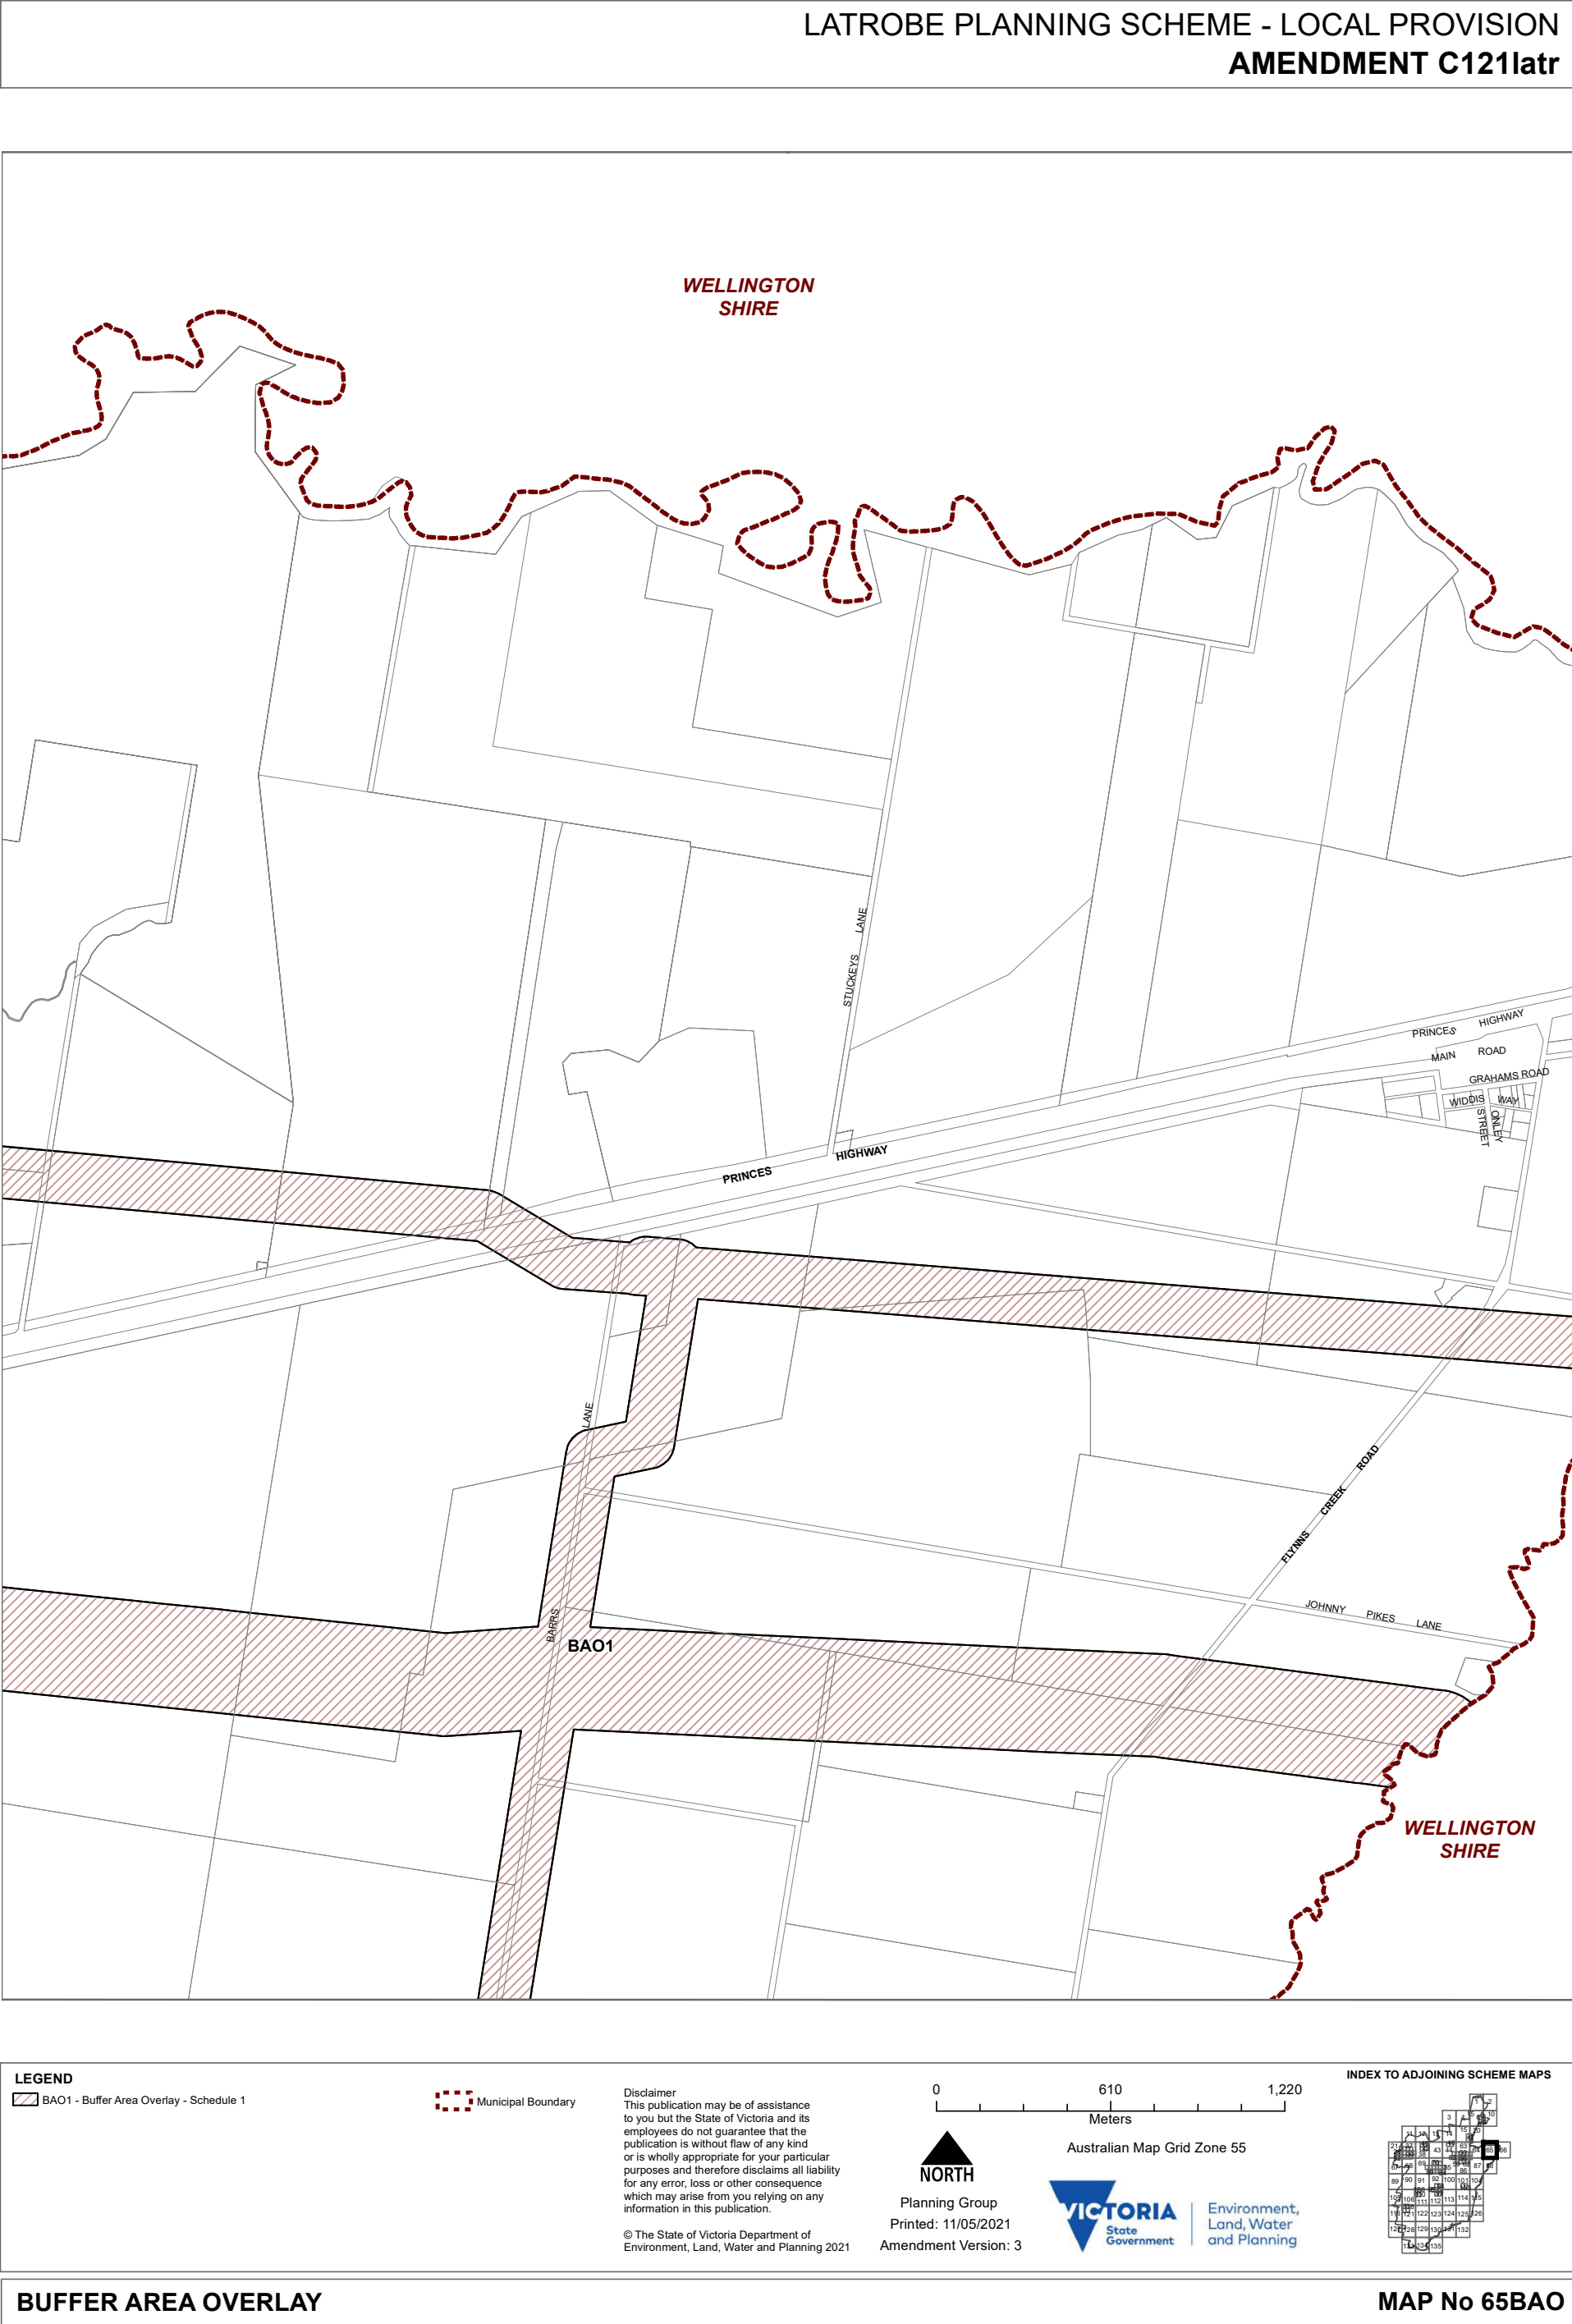 LATROBE PLANNING SCHEME - LOCAL PROVISION
AMENDMENT C121latr
WELLINGTON
SHIRE
STUCKEYS LANE
PRINCES HIGHWAY
MAIN ROAD
GRAHAMS ROAD
WIDDIS WAY
ONLEY
STREET
PRINCES HIGHWAY
BARRS LANE
FLYNNS CREEK ROAD
JOHNNY PIKES LANE
BAO1
WELLINGTON
SHIRE
LEGEND
BAO1 - Buffer Area Overlay - Schedule 1
Municipal Boundary
Disclaimer
This publication may be of assistance
to you but the State of Victoria and its
employees do not guarantee that the
publication is without flaw of any kind
or is wholly appropriate for your particular
purposes and therefore disclaims all liability
for any error, loss or other consequence
which may arise from you relying on any
information in this publication.
© The State of Victoria Department of
Environment, Land, Water and Planning 2021
0 610 1,220
Meters
Australian Map Grid Zone 55
NORTH
Planning Group
Printed: 11/05/2021
Amendment Version: 3
VICTORIA
State
Government
Environment,
Land, Water
and Planning
INDEX TO ADJOINING SCHEME MAPS
BUFFER AREA OVERLAY
MAP No 65BAO